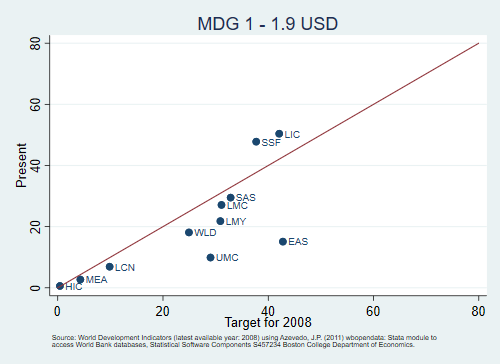 MDG 1 - 1.9 USD
80
60
40
20
0
Present
LIC
SSF
SAS
LMC
LMY
WLD
EAS
UMC
LCN
MEA
HIC
0 20 40 60 80
Target for 2008
Source: World Development Indicators (latest available year: 2008) using Azevedo, J.P. (2011) wbopendata: Stata module to
access World Bank databases, Statistical Software Components S457234 Boston College Department of Economics.